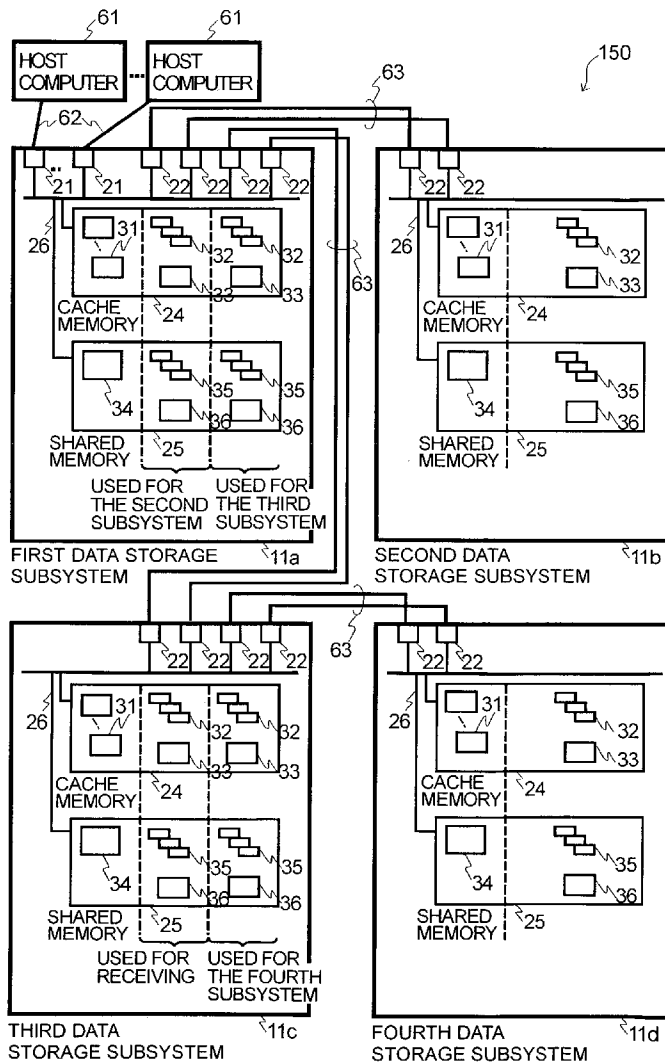 61 61
HOST COMPUTER ... HOST COMPUTER
150
62 63
21 21 22 22 22 22 22 22
26 31 32 32 26 31 32
33 33 63 33
CACHE MEMORY 24 CACHE MEMORY 24
34 35 35 34 35
36 36 36
SHARED MEMORY 25 SHARED MEMORY 25
USED FOR THE SECOND SUBSYSTEM
USED FOR THE THIRD SUBSYSTEM
FIRST DATA STORAGE SUBSYSTEM 11a
SECOND DATA STORAGE SUBSYSTEM 11b
63
22 22 22 22 22 22
26 31 32 32 26 31 32
33 33 33
CACHE MEMORY 24 CACHE MEMORY 24
34 35 35 34 35
36 36 36
SHARED MEMORY 25 SHARED MEMORY 25
USED FOR RECEIVING
USED FOR THE FOURTH SUBSYSTEM
THIRD DATA STORAGE SUBSYSTEM 11c
FOURTH DATA STORAGE SUBSYSTEM 11d